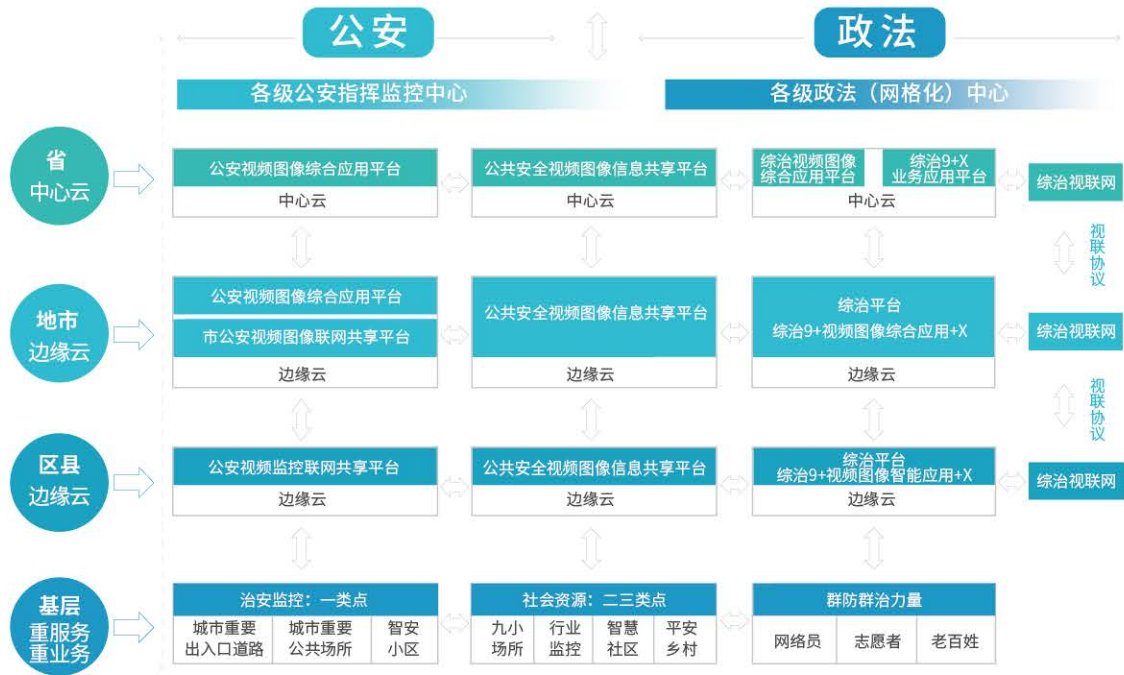 公安
政法
各级公安指挥监控中心
各级政法（网格化）中心
省
中心云
公安视频图像综合应用平台
中心云
公共安全视频图像信息共享平台
中心云
综治视频图像
综合应用平台
综治9+X
业务应用平台
中心云
综治视联网
视联协议
地市
边缘云
公安视频图像综合应用平台
市公安视频图像联网共享平台
边缘云
公共安全视频图像信息共享平台
边缘云
综治平台
综治9+视频图像综合应用+X
边缘云
综治视联网
视联协议
区县
边缘云
公安视频监控联网共享平台
边缘云
公共安全视频图像信息共享平台
边缘云
综治平台
综治9+视频图像智能应用+X
边缘云
综治视联网
基层
重服务
重业务
治安监控：一类点
城市重要
出入口道路
城市重要
公共场所
智安
小区
社会资源：二三类点
九小
场所
行业
监控
智慧
社区
平安
乡村
群防群治力量
网络员
志愿者
老百姓